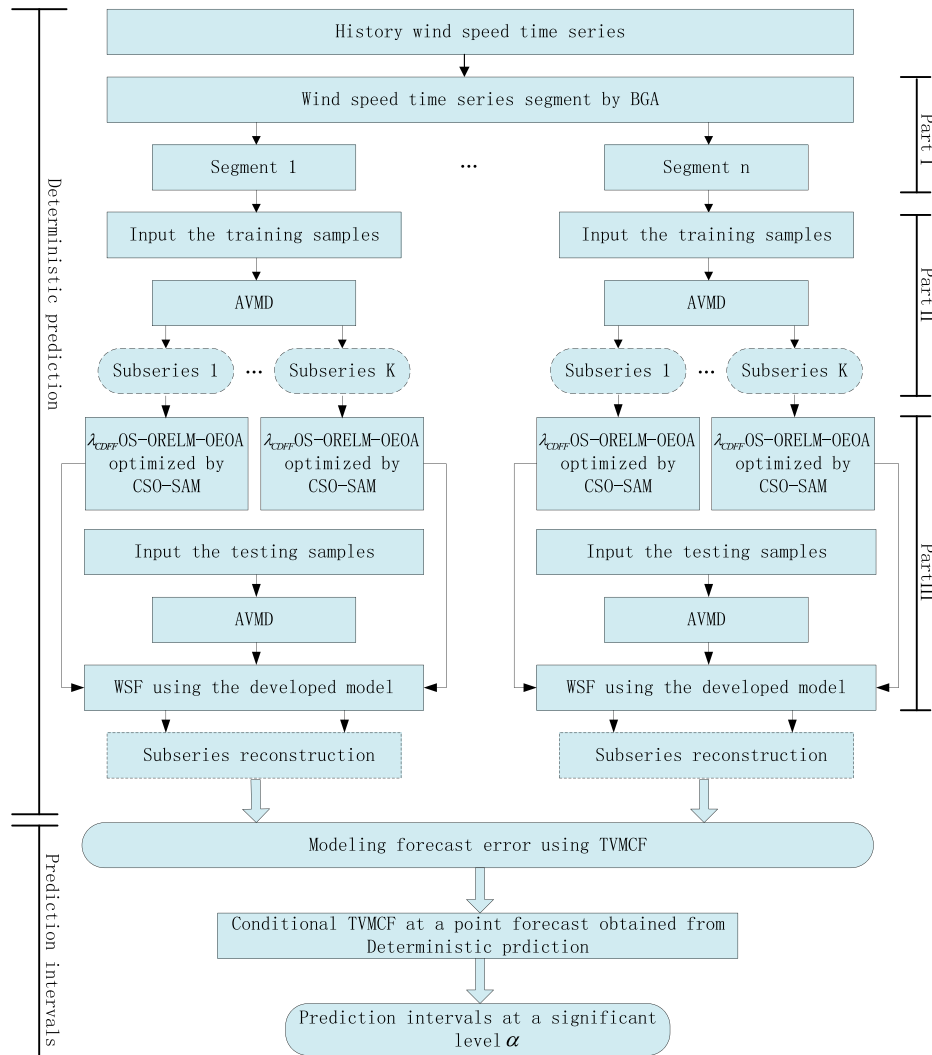 History wind speed time series
Wind speed time series segment by BGA
Segment 1
...
Segment n
Input the training samples
Input the training samples
AVMD
AVMD
Subseries 1
...
Subseries K
Subseries 1
...
Subseries K
λCDFFOS-ORELM-OEOA
optimized by
CSO-SAM
λCDFFOS-ORELM-OEOA
optimized by
CSO-SAM
λCDFFOS-ORELM-OEOA
optimized by
CSO-SAM
λCDFFOS-ORELM-OEOA
optimized by
CSO-SAM
Input the testing samples
Input the testing samples
AVMD
AVMD
WSF using the developed model
WSF using the developed model
Subseries reconstruction
Subseries reconstruction
Modeling forecast error using TVMCF
Conditional TVMCF at a point forecast obtained from
Deterministic prdiction
Prediction intervals at a significant
level α
Deterministic prediction
Prediction intervals
Part I
Part II
Part III